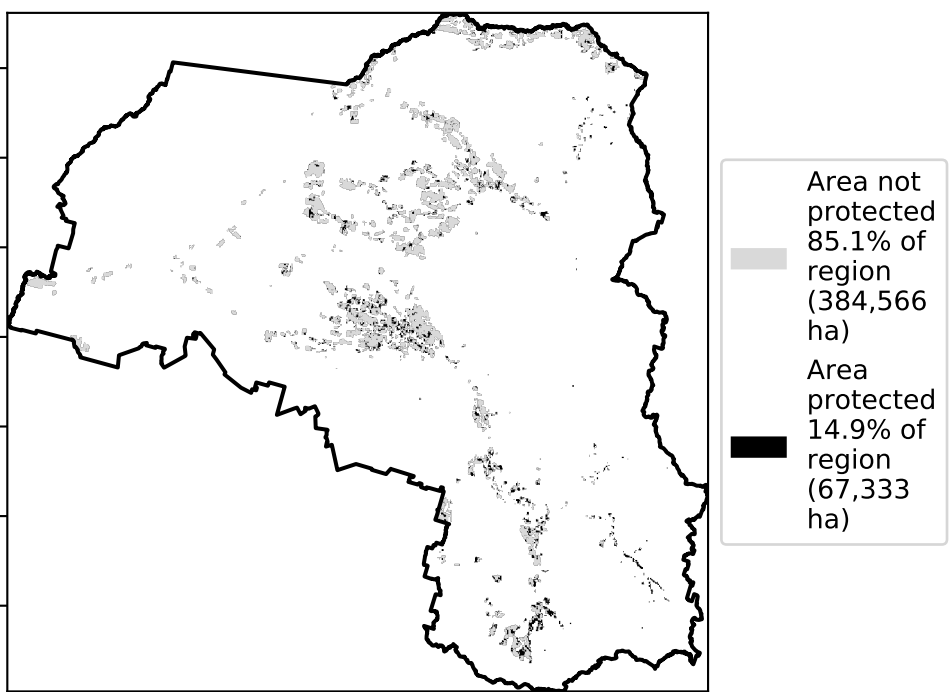 Area not
protected
85.1% of
region
(384,566
ha)
Area
protected
14.9% of
region
(67,333
ha)